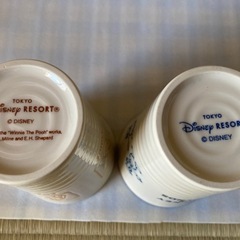 TOKYO
Disney RESORT®
© DISNEY
"Winnie The Pooh" works,
Milne and E.H. Shepard
TOKYO
Disney RESORT
© DISNEY